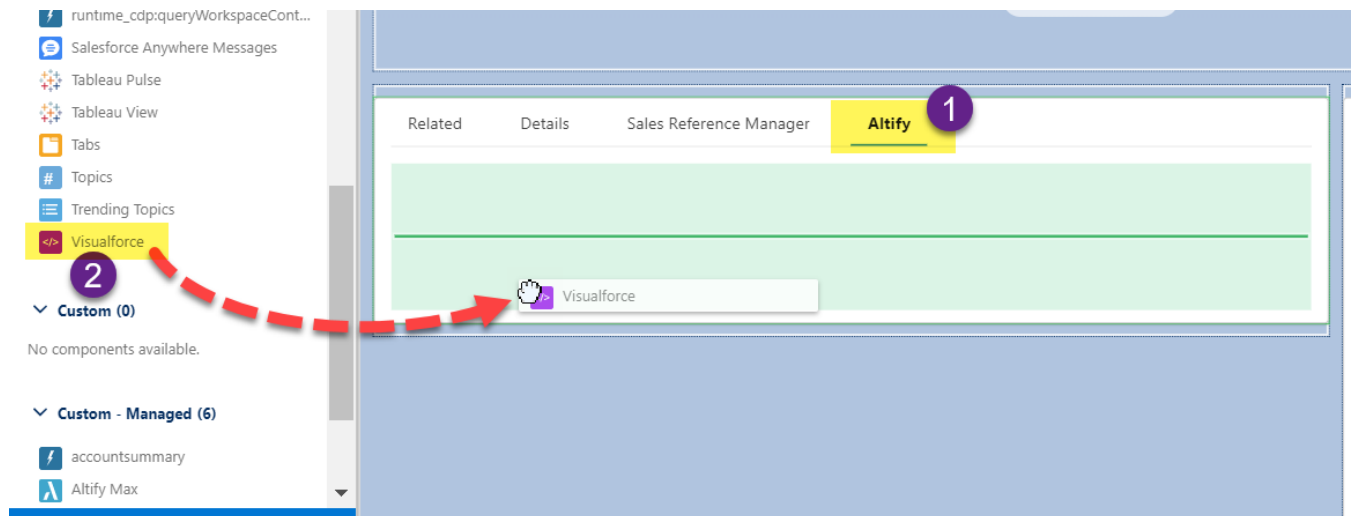 runtime_cdp:queryWorkspaceCont...
Salesforce Anywhere Messages
Tableau Pulse
Tableau View
Tabs
# Topics
Trending Topics
</> Visualforce
2
Custom (0)
No components available.
Custom - Managed (6)
accountsummary
Altify Max
Related Details Sales Reference Manager Altify 1
Visualforce